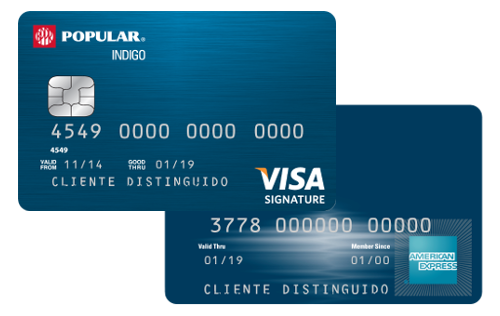 POPULAR®
INDIGO
4549 0000 0000 0000
4549
VALID FROM 11/14 GOOD THRU 01/19
CLIENTE DISTINGUIDO
VISA
SIGNATURE
3778 000000 00000
Valid Thru Member Since
01/19 01/00
AMERICAN EXPRESS
CLIENTE DISTINGUIDO